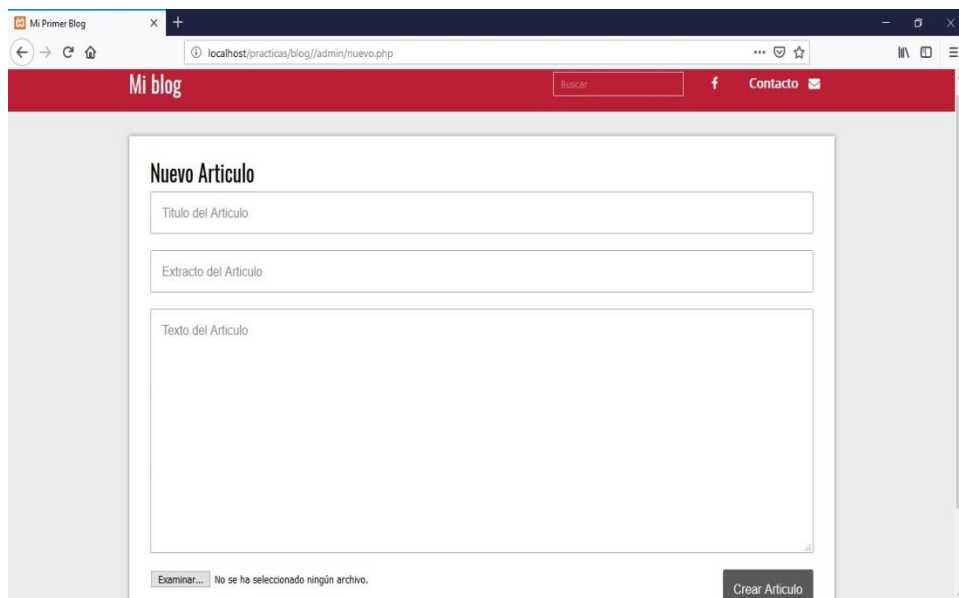 Mi Primer Blog
localhost/practicas/blog//admin/nuevo.php
Mi blog
Buscar
Contacto
Nuevo Articulo
Titulo del Articulo
Extracto del Articulo
Texto del Articulo
Examinar... No se ha seleccionado ningún archivo.
Crear Articulo